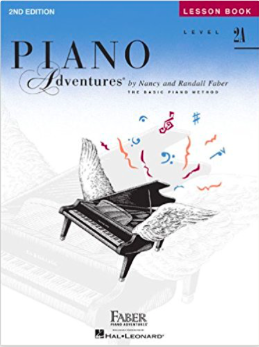 2ND EDITION
LESSON BOOK
PIANO
LEVEL 2A
Adventures® by Nancy and Randall Faber
THE BASIC PIANO METHOD
FABER
PIANO ADVENTURES®
HAL•LEONARD®